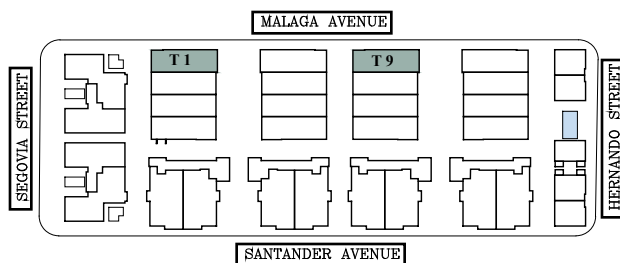 MALAGA AVENUE
T 1
T 9
SEGOVIA STREET
HERNANDO STREET
SANTANDER AVENUE